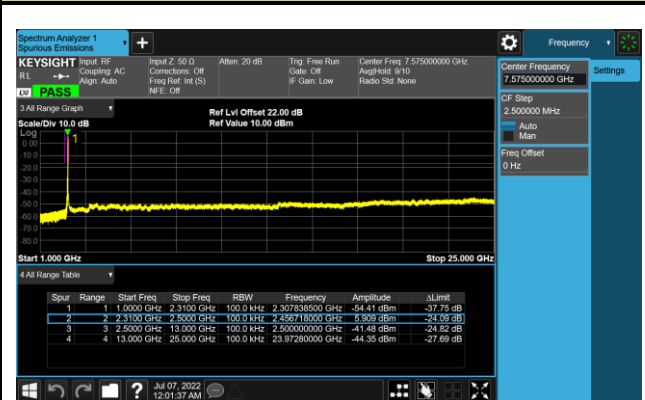 Spectrum Analyzer 1
Spurious Emissions
Frequency
KEYSIGHT Input: RF Input Z: 50 Ω Atten: 20 dB Trig: Free Run Center Freq: 7.575000000 GHz
RL Coupling: AC Corrections: Off Gate: Off Avg|Hold: 9/10
Align: Auto Freq Ref: Int (S) IF Gain: Low Radio Std: None
NFE: Off
LXI PASS
Center Frequency
7.575000000 GHz
Settings
CF Step
2.500000 MHz
Auto
Man
Freq Offset
0 Hz
3 All Range Graph
Ref Lvl Offset 22.00 dB
Scale/Div 10.0 dB Ref Value 10.00 dBm
Log
1
0.00
-10.0
-20.0
-30.0
-40.0
-50.0
-60.0
-70.0
-80.0
Start 1.000 GHz Stop 25.000 GHz
4 All Range Table
Spur Range Start Freq Stop Freq RBW Frequency Amplitude ΔLimit
1 1 1.0000 GHz 2.3100 GHz 100.0 kHz 2.307838500 GHz -54.41 dBm -37.75 dB
2 2 2.3100 GHz 2.5000 GHz 100.0 kHz 2.456718000 GHz 5.909 dBm -24.09 dB
3 3 2.5000 GHz 13.000 GHz 100.0 kHz 2.500000000 GHz -41.48 dBm -24.82 dB
4 4 13.000 GHz 25.000 GHz 100.0 kHz 23.97280000 GHz -44.35 dBm -27.69 dB
Jul 07, 2022
12:01:37 AM